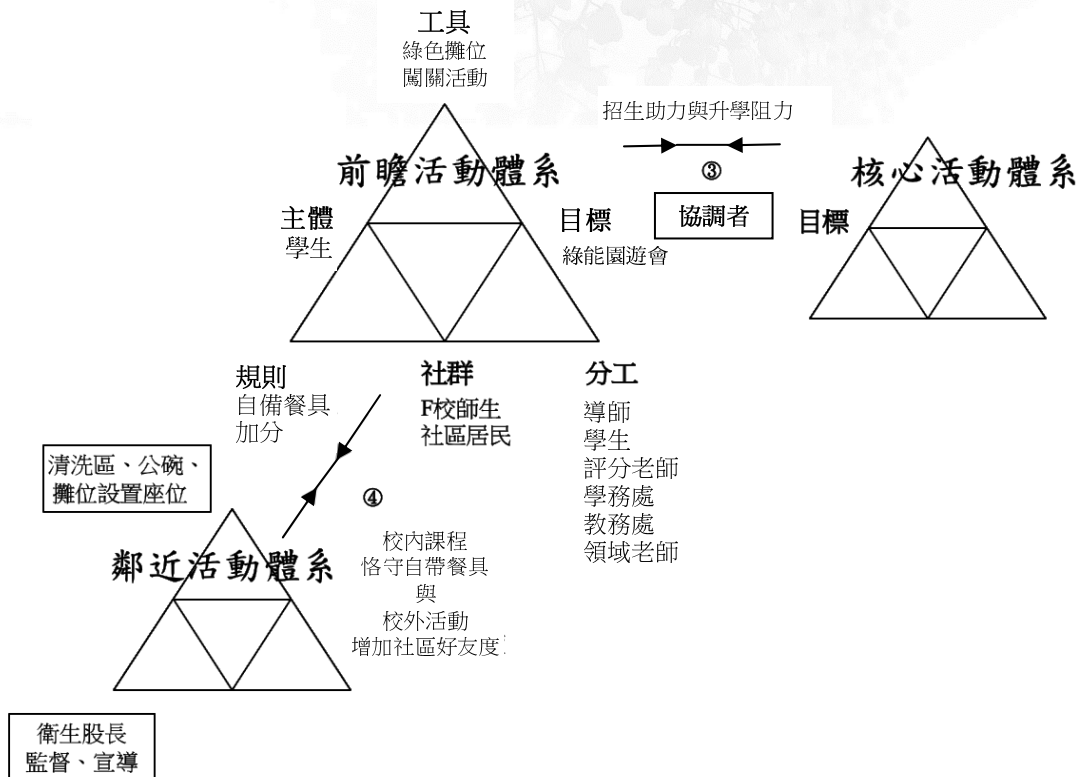 工具
綠色攤位
闖關活動
招生助力與升學阻力
前瞻活動體系
③
核心活動體系
主體
學生
目標
綠能園遊會
協調者
目標
規則
自備餐具
加分
社群
F校師生
社區居民
分工
導師
學生
評分老師
學務處
教務處
領域老師
清洗區、公碗、
攤位設置座位
④
鄰近活動體系
校內課程
恪守自帶餐具
與
校外活動
增加社區好友度
衛生股長
監督、宣導